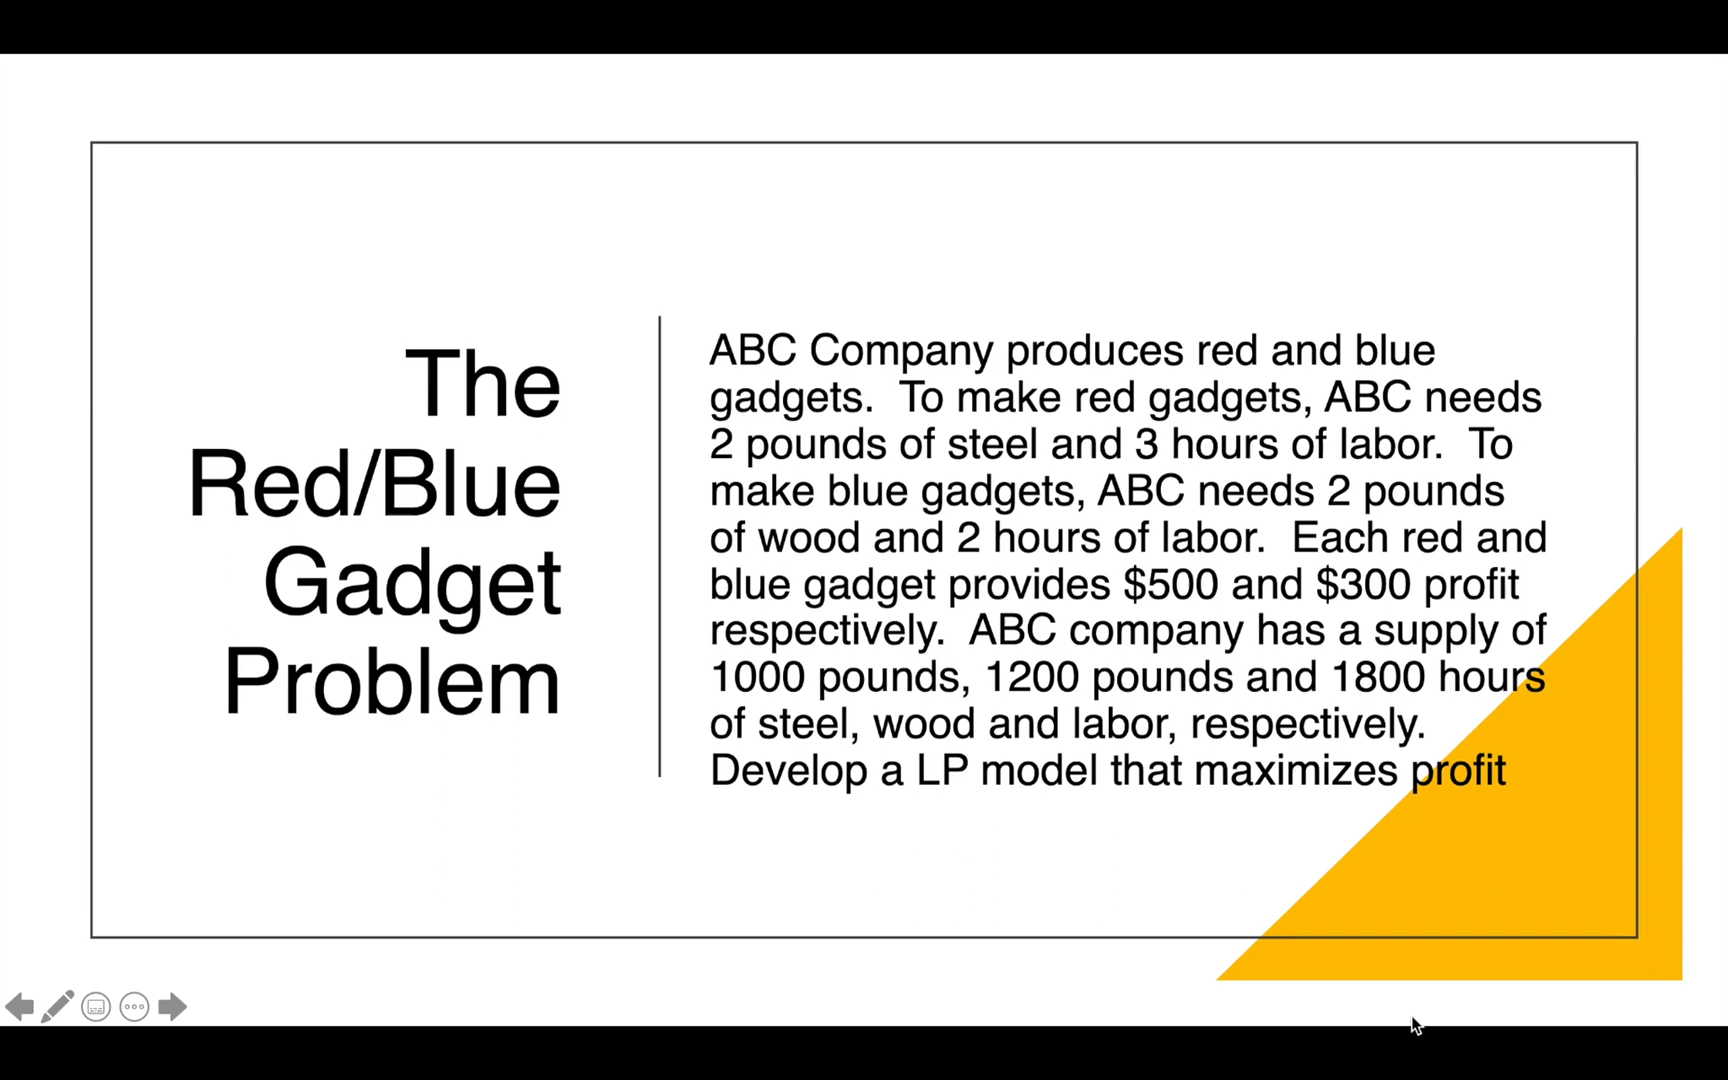 The
Red/Blue
Gadget
Problem
ABC Company produces red and blue
gadgets.  To make red gadgets, ABC needs
2 pounds of steel and 3 hours of labor.  To
make blue gadgets, ABC needs 2 pounds
of wood and 2 hours of labor.  Each red and
blue gadget provides $500 and $300 profit
respectively.  ABC company has a supply of
1000 pounds, 1200 pounds and 1800 hours
of steel, wood and labor, respectively.
Develop a LP model that maximizes profit